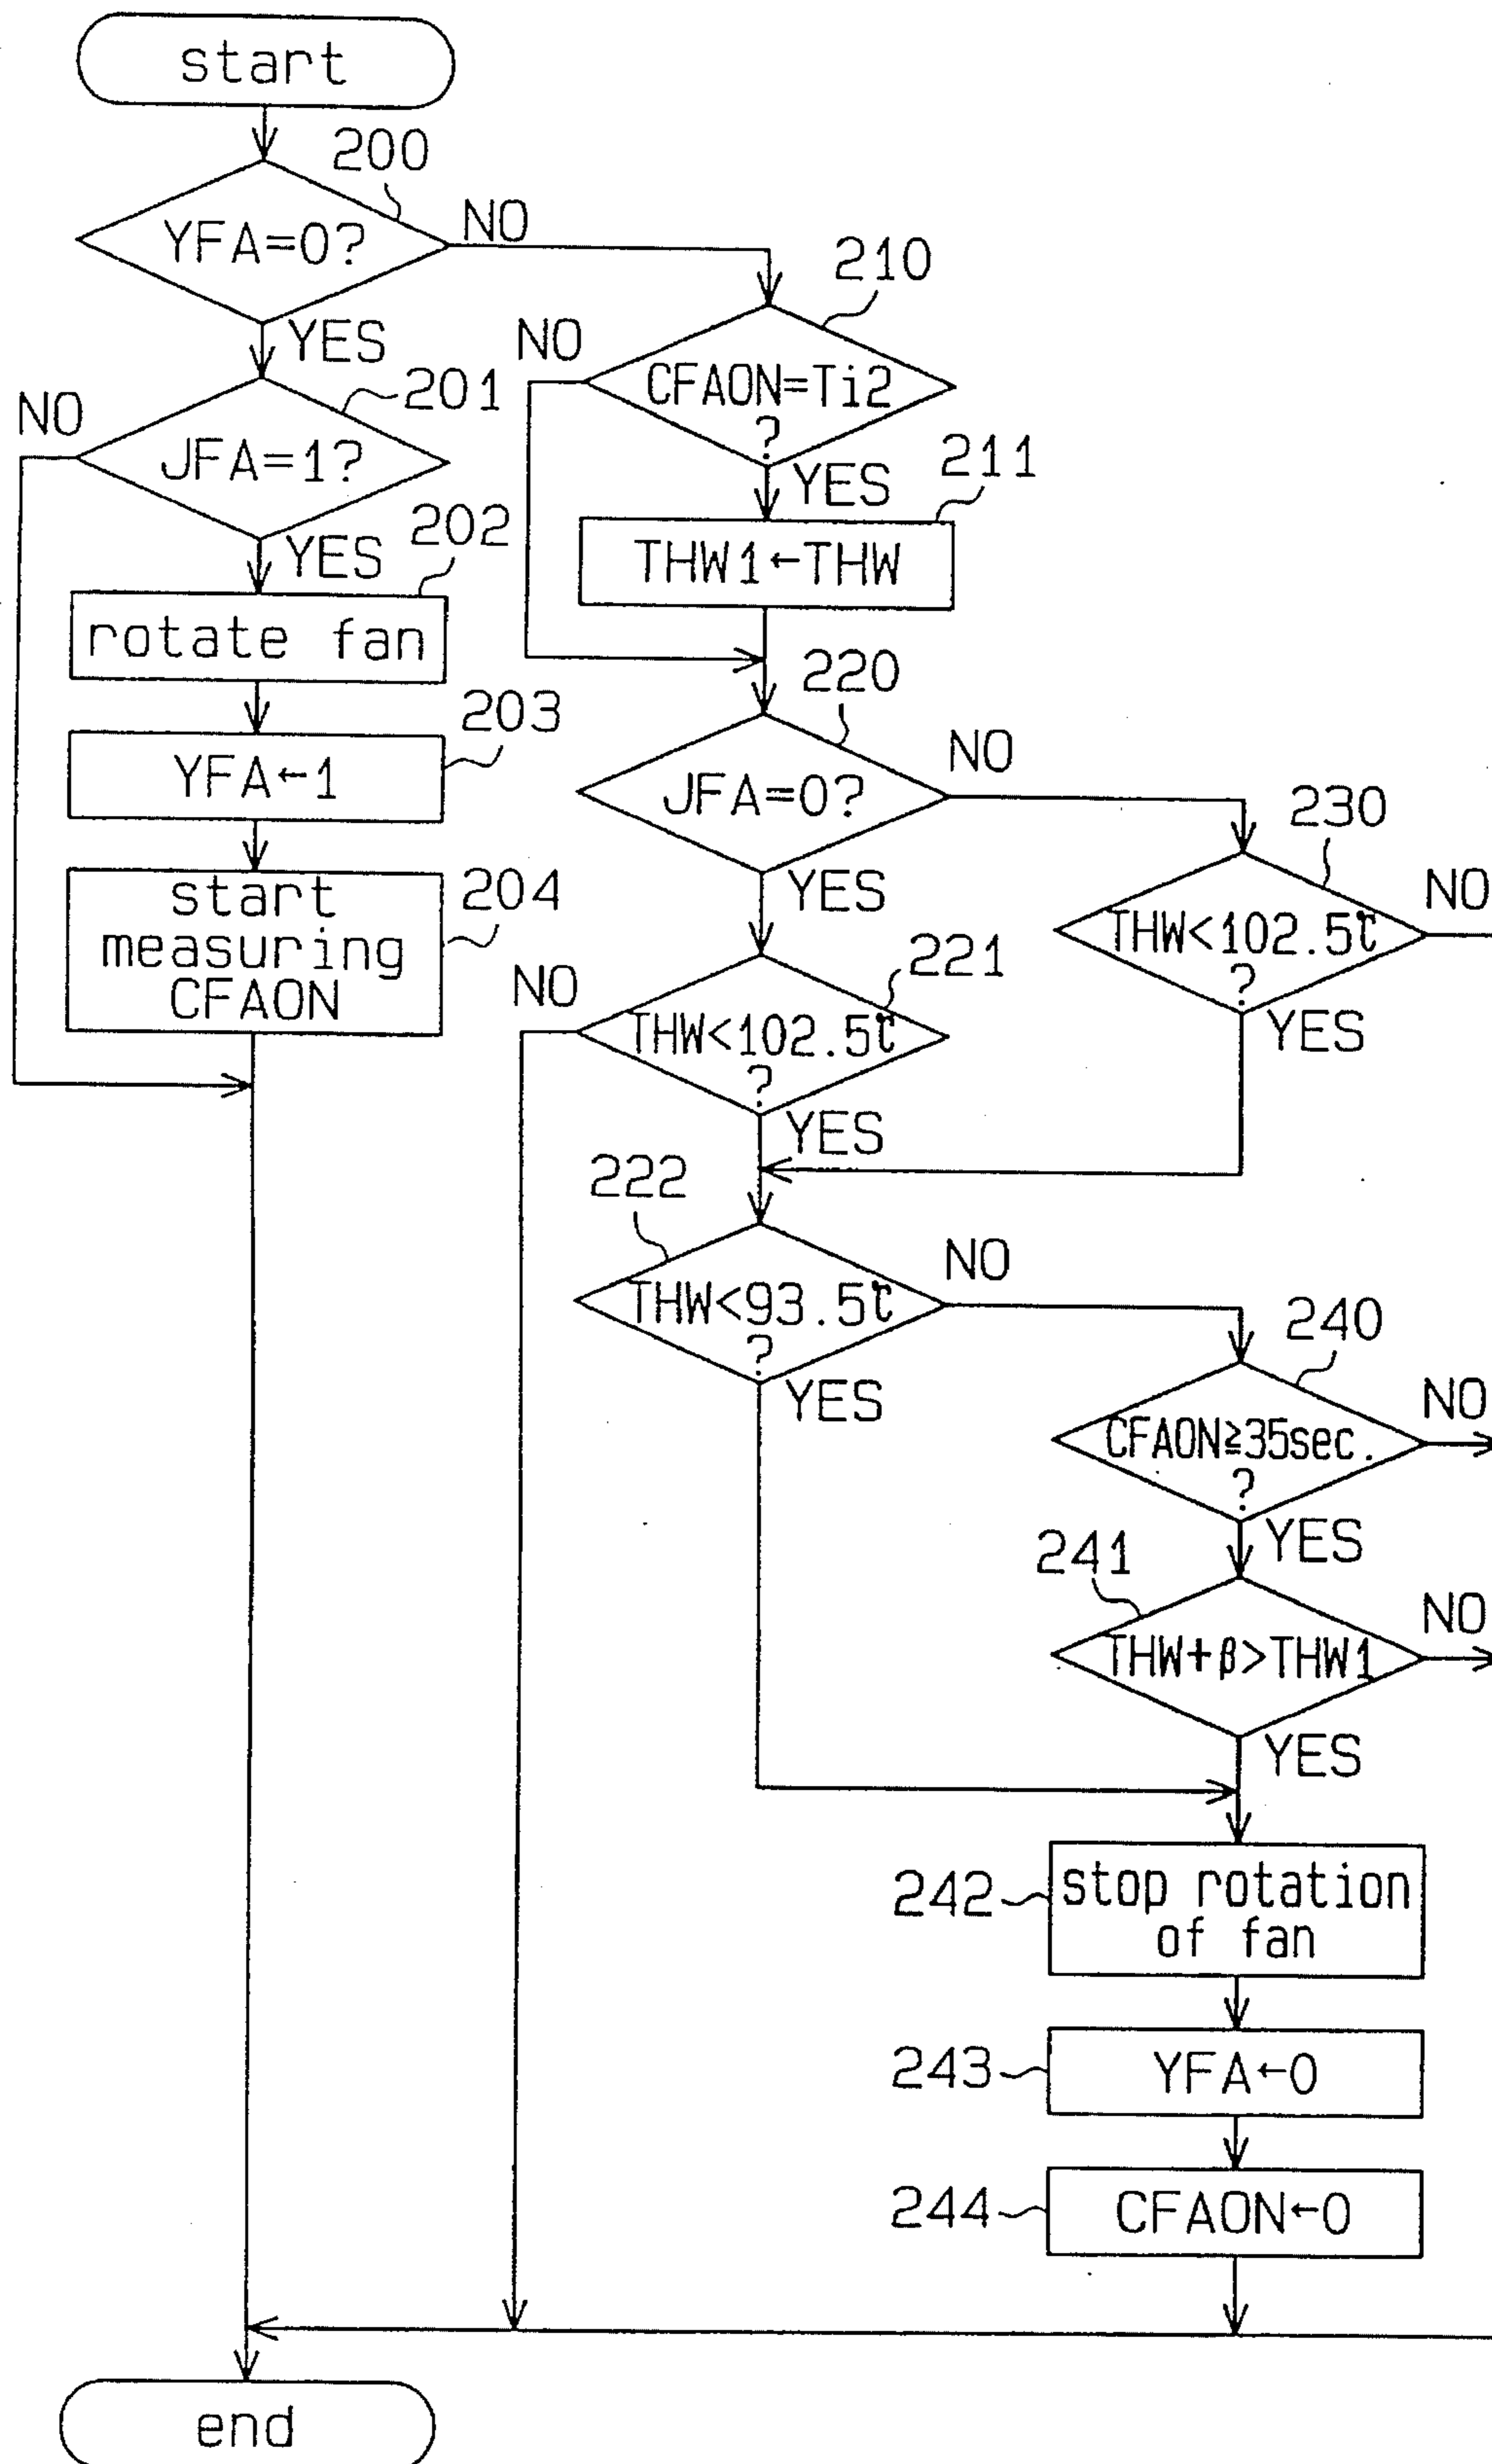 start
200
YFA=0?
NO
YES
201
NO
JFA=1?
YES
202
rotate fan
203
YFA←1
204
start
measuring
CFAON
210
NO
CFAON=Ti2
?
YES
211
THW1←THW
220
JFA=0?
NO
YES
230
THW<102.5℃
?
NO
YES
221
NO
THW<102.5℃
?
YES
222
THW<93.5℃
?
NO
YES
240
CFAON≧35sec.
?
NO
YES
241
THW+β>THW1
NO
YES
242
stop rotation
of fan
243
YFA←0
244
CFAON←0
end